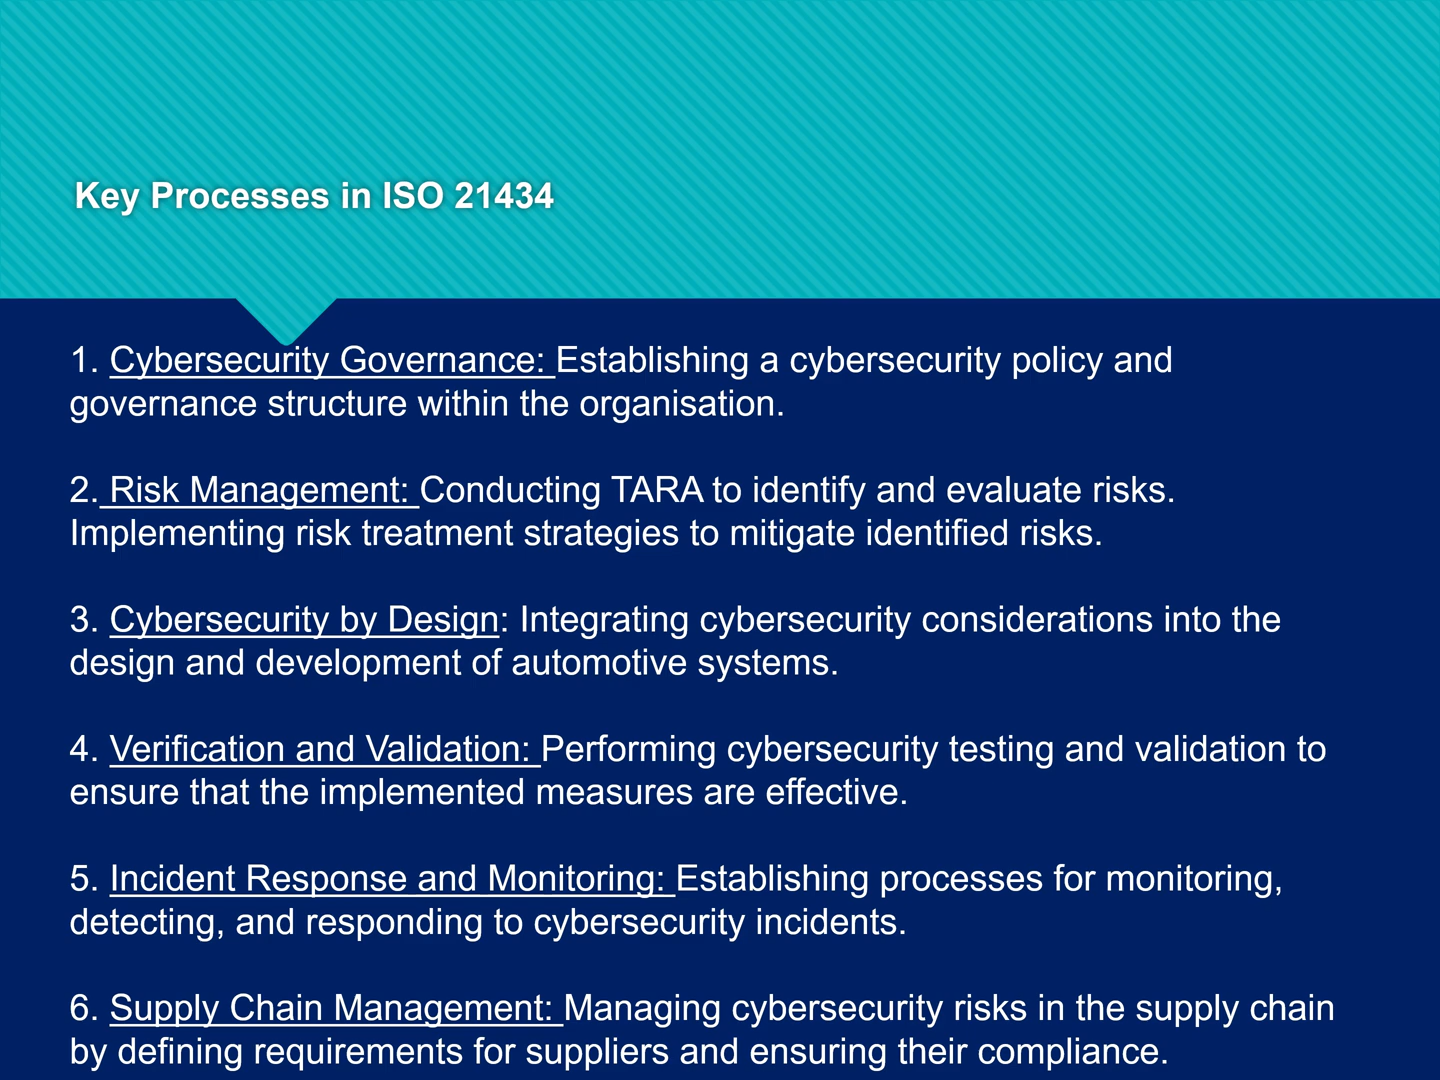 Key Processes in ISO 21434
1. Cybersecurity Governance: Establishing a cybersecurity policy and
governance structure within the organisation.
2. Risk Management: Conducting TARA to identify and evaluate risks.
Implementing risk treatment strategies to mitigate identified risks.
3. Cybersecurity by Design: Integrating cybersecurity considerations into the
design and development of automotive systems.
4. Verification and Validation: Performing cybersecurity testing and validation to
ensure that the implemented measures are effective.
5. Incident Response and Monitoring: Establishing processes for monitoring,
detecting, and responding to cybersecurity incidents.
6. Supply Chain Management: Managing cybersecurity risks in the supply chain
by defining requirements for suppliers and ensuring their compliance.